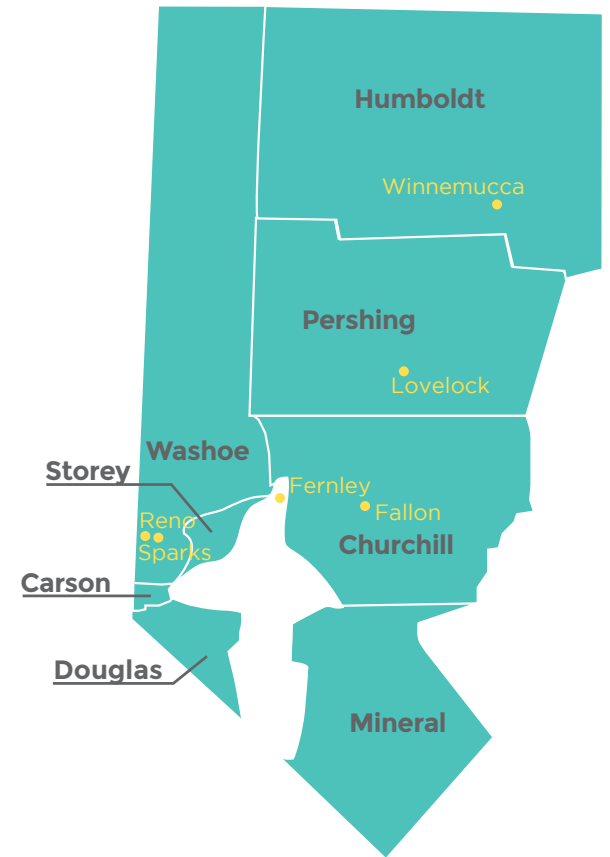 Humboldt
Winnemucca
Pershing
Lovelock
Washoe
Storey
Fernley
Fallon
Reno
Churchill
Sparks
Carson
Douglas
Mineral